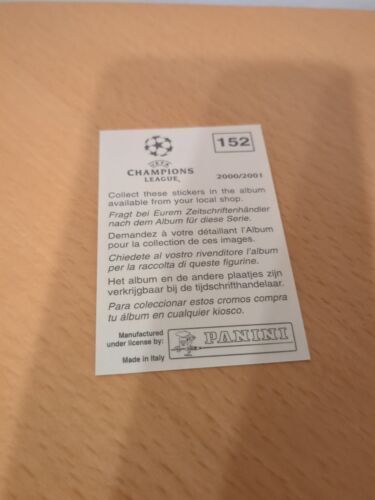 152
UEFA
CHAMPIONS
LEAGUE
2000/2001
Collect these stickers in the album
available from your local shop.
Fragt bei Eurem Zeitschriftenhänder
nach dem Album für diese Serie.
Demandez à votre détaillant l'Album
pour la collection de ces images.
Chiedete al vostro rivenditore l'album
per la raccolta di queste figurine.
Het album en de andere plaatjes zijn
verkrijgbaar bij de tijdschrifthandelaar.
Para coleccionar estos cromos compra
tu álbum en cualquier kiosco.
Manufactured
under license by:
PANINI
Made in Italy